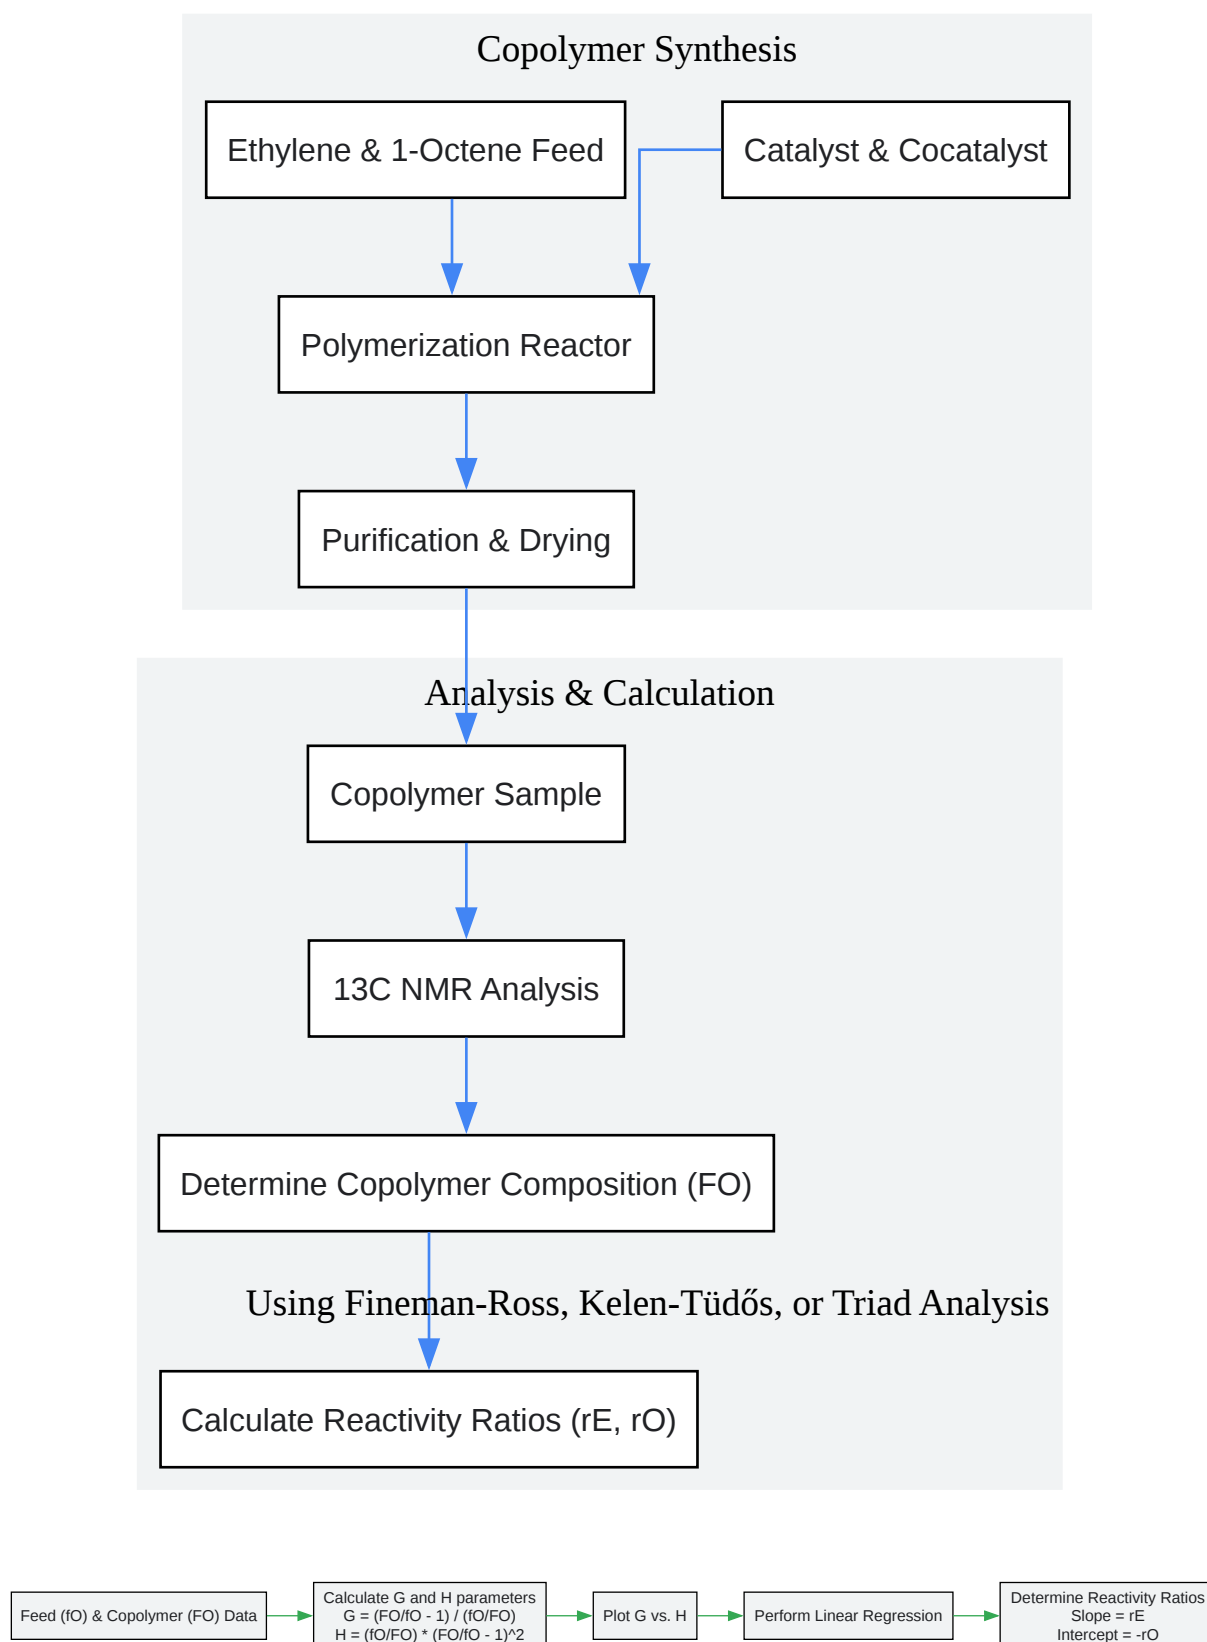 Copolymer Synthesis
Ethylene & 1-Octene Feed
Catalyst & Cocatalyst
Polymerization Reactor
Purification & Drying
Analysis & Calculation
Copolymer Sample
13C NMR Analysis
Determine Copolymer Composition (FO)
Using Fineman-Ross, Kelen-Tüdős, or Triad Analysis
Calculate Reactivity Ratios (rE, rO)
Feed (fO) & Copolymer (FO) Data
Calculate G and H parameters
G = (FO/fO - 1) / (fO/FO)
H = (fO/FO) * (FO/fO - 1)^2
Plot G vs. H
Perform Linear Regression
Determine Reactivity Ratios
Slope = rE
Intercept = -rO